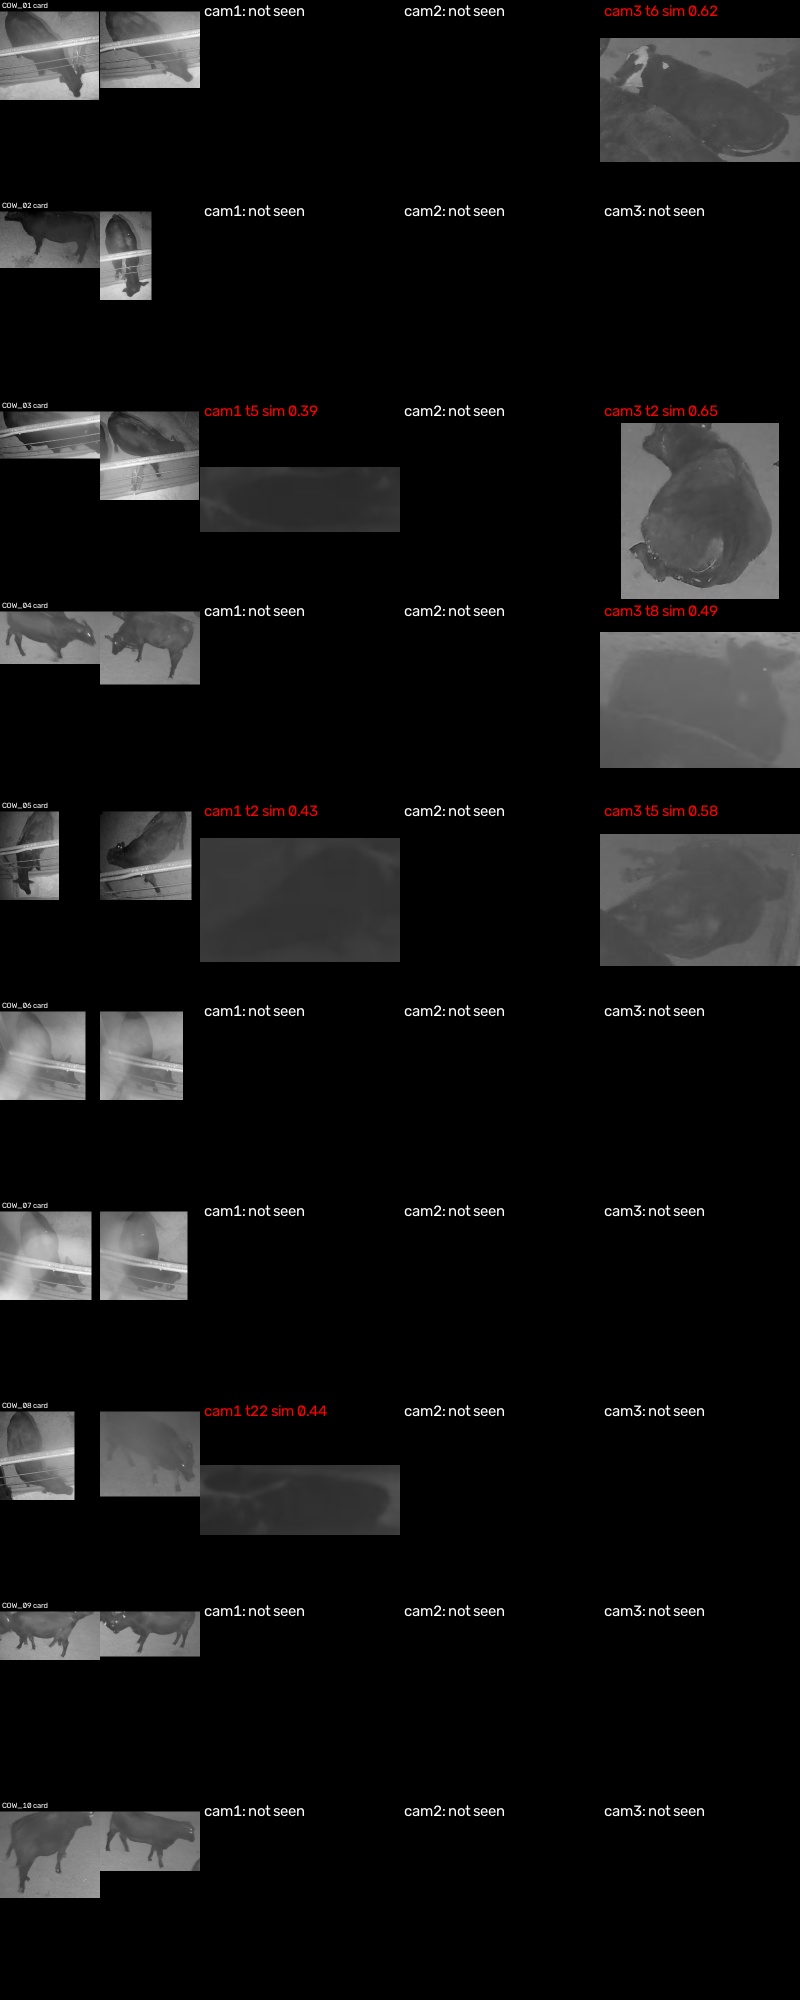 COW_01 card
cam1: not seen
cam2: not seen
cam3 t6 sim 0.62
COW_02 card
cam1: not seen
cam2: not seen
cam3: not seen
COW_03 card
cam1 t5 sim 0.39
cam2: not seen
cam3 t2 sim 0.65
COW_04 card
cam1: not seen
cam2: not seen
cam3 t8 sim 0.49
COW_05 card
cam1 t2 sim 0.43
cam2: not seen
cam3 t5 sim 0.58
COW_06 card
cam1: not seen
cam2: not seen
cam3: not seen
COW_07 card
cam1: not seen
cam2: not seen
cam3: not seen
COW_08 card
cam1 t22 sim 0.44
cam2: not seen
cam3: not seen
COW_09 card
cam1: not seen
cam2: not seen
cam3: not seen
COW_10 card
cam1: not seen
cam2: not seen
cam3: not seen